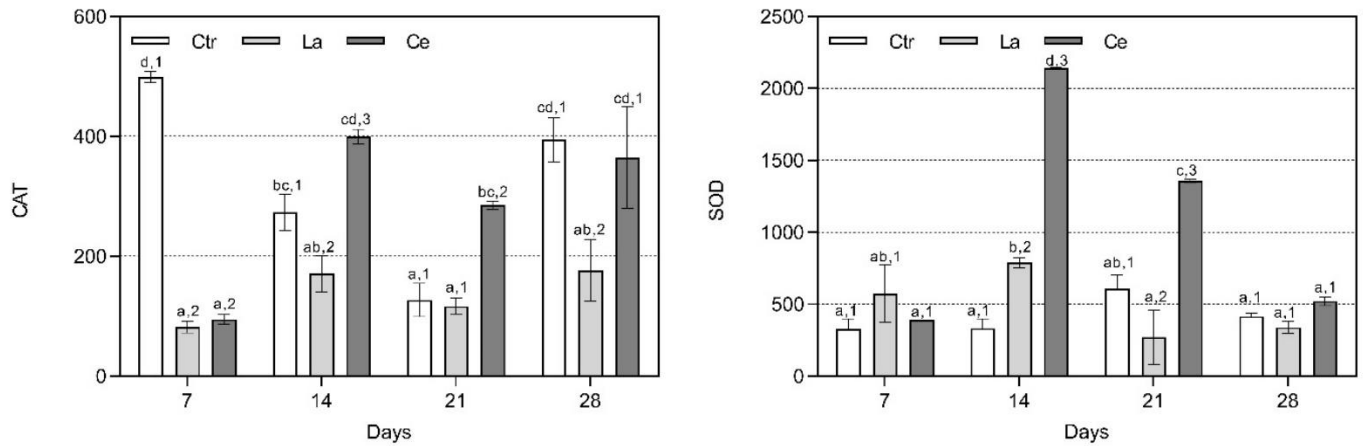 600
Ctr
La
Ce
d,1
cd,1
cd,1
cd,3
400
bc,1
bc,2
CAT
ab,2
ab,2
200
a,1
a,1
a,2
a,2
0
7
14
21
28
Days
2500
Ctr
La
Ce
d,3
2000
1500
c,3
SOD
1000
b,2
ab,1
ab,1
500
a,1
a,1
a,1
a,2
a,1
a,1
a,1
0
7
14
21
28
Days